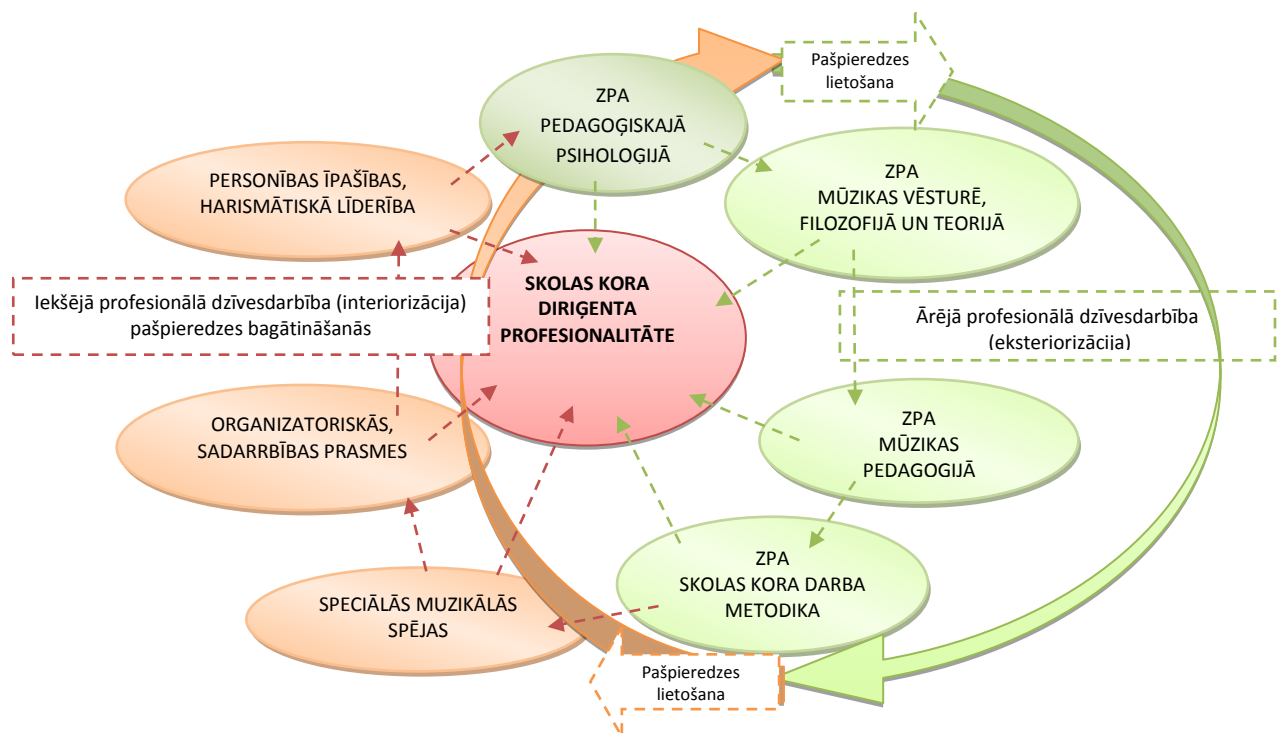 Pašpieredzes
lietošana
ZPA
PEDAGOĢISKAJĀ
PSIHOLOĢIJĀ
ZPA
MŪZIKAS VĒSTURĒ,
FILOZOFIJĀ UN TEORIJĀ
PERSONĪBAS ĪPAŠĪBAS,
HARISMĀTISKĀ LĪDERĪBA
SKOLAS KORA
DIRIĢENTA
PROFESIONALITĀTE
Iekšējā profesionālā dzīvesdarbība (interiorizācija)
pašpieredzes bagātināšanās
Ārējā profesionālā dzīvesdarbība
(eksteriorizācija)
ORGANIZATORISKĀS,
SADARRBĪBAS PRASMES
ZPA
MŪZIKAS
PEDAGOGIJĀ
ZPA
SKOLAS KORA DARBA
METODIKA
SPECIĀLĀS MUZIKĀLĀS
SPĒJAS
Pašpieredzes
lietošana